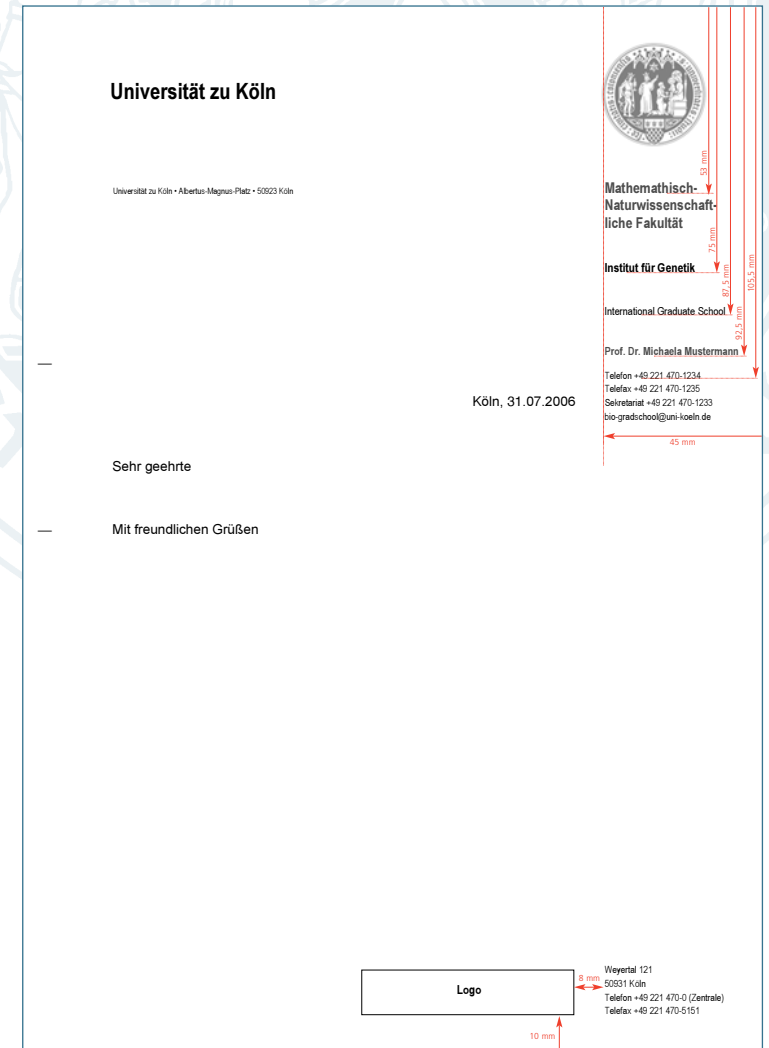 Universität zu Köln
Universität zu Köln • Albertus-Magnus-Platz • 50923 Köln
53 mm
Mathemathisch-
Naturwissenschaft-
liche Fakultät
75 mm
Institut für Genetik
87,5 mm
105,5 mm
International Graduate School
92,5 mm
Prof. Dr. Michaela Mustermann
Telefon +49 221 470-1234
Telefax +49 221 470-1235
Sekretariat +49 221 470-1233
bio-gradschool@uni-koeln.de
Köln, 31.07.2006
45 mm
Sehr geehrte
Mit freundlichen Grüßen
Logo
8 mm
10 mm
Weyertal 121
50931 Köln
Telefon +49 221 470-0 (Zentrale)
Telefax +49 221 470-5151